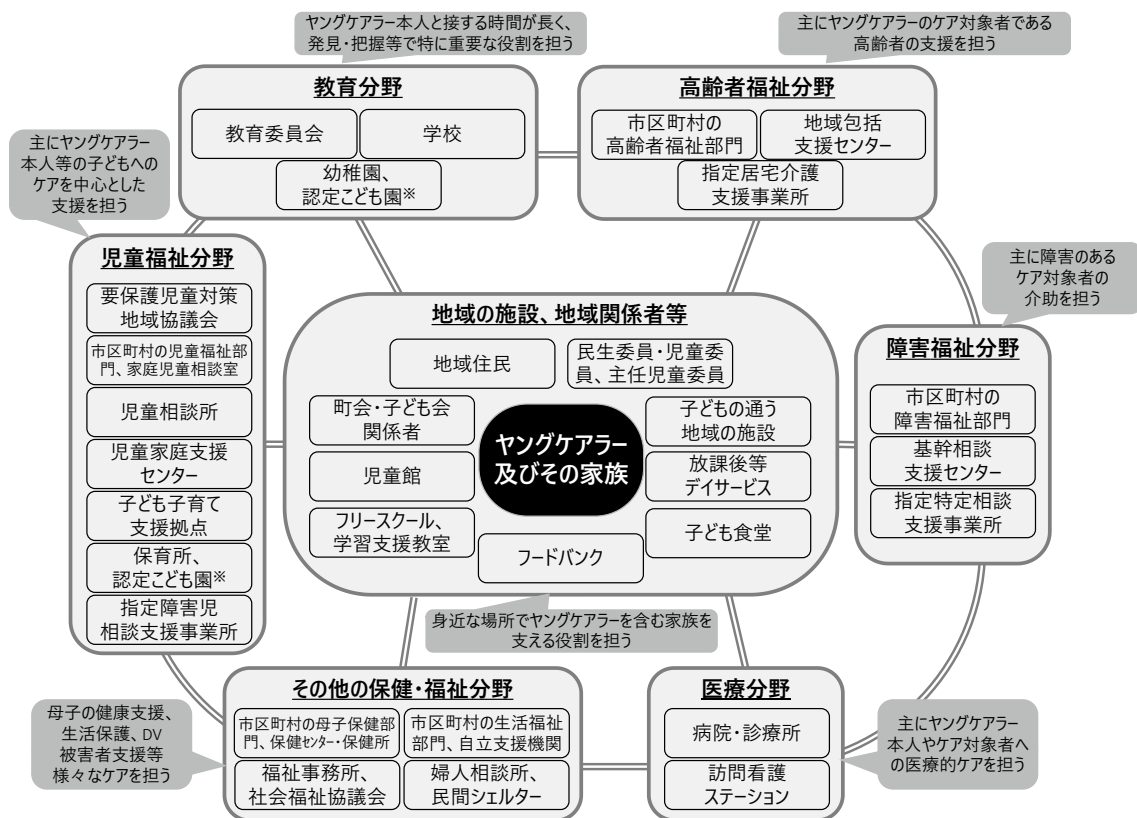 ヤングケアラー本人と接する時間が長く、
発見・把握等で特に重要な役割を担う
主にヤングケアラーのケア対象者である
高齢者の支援を担う
教育分野
教育委員会
学校
幼稚園、
認定こども園※
高齢者福祉分野
市区町村の
高齢者福祉部門
地域包括
支援センター
指定居宅介護
支援事業所
主にヤングケアラー
本人等の子どもへの
ケアを中心とした
支援を担う
児童福祉分野
要保護児童対策
地域協議会
市区町村の児童福祉部
門、家庭児童相談室
児童相談所
児童家庭支援
センター
子ども子育て
支援拠点
保育所、
認定こども園※
指定障害児
相談支援事業所
地域の施設、地域関係者等
地域住民
民生委員・児童委
員、主任児童委員
町会・子ども会
関係者
児童館
フリースクール、
学習支援教室
ヤングケアラー
及びその家族
子どもの通う
地域の施設
放課後等
デイサービス
子ども食堂
フードバンク
身近な場所でヤングケアラーを含む家族を
支える役割を担う
主に障害のある
ケア対象者の
介助を担う
障害福祉分野
市区町村の
障害福祉部門
基幹相談
支援センター
指定特定相談
支援事業所
その他の保健・福祉分野
市区町村の母子保健部
門、保健センター・保健所
市区町村の生活福祉
部門、自立支援機関
福祉事務所、
社会福祉協議会
婦人相談所、
民間シェルター
母子の健康支援、
生活保護、DV
被害者支援等
様々なケアを担う
医療分野
病院・診療所
訪問看護
ステーション
主にヤングケアラー
本人やケア対象者へ
の医療的ケアを担う